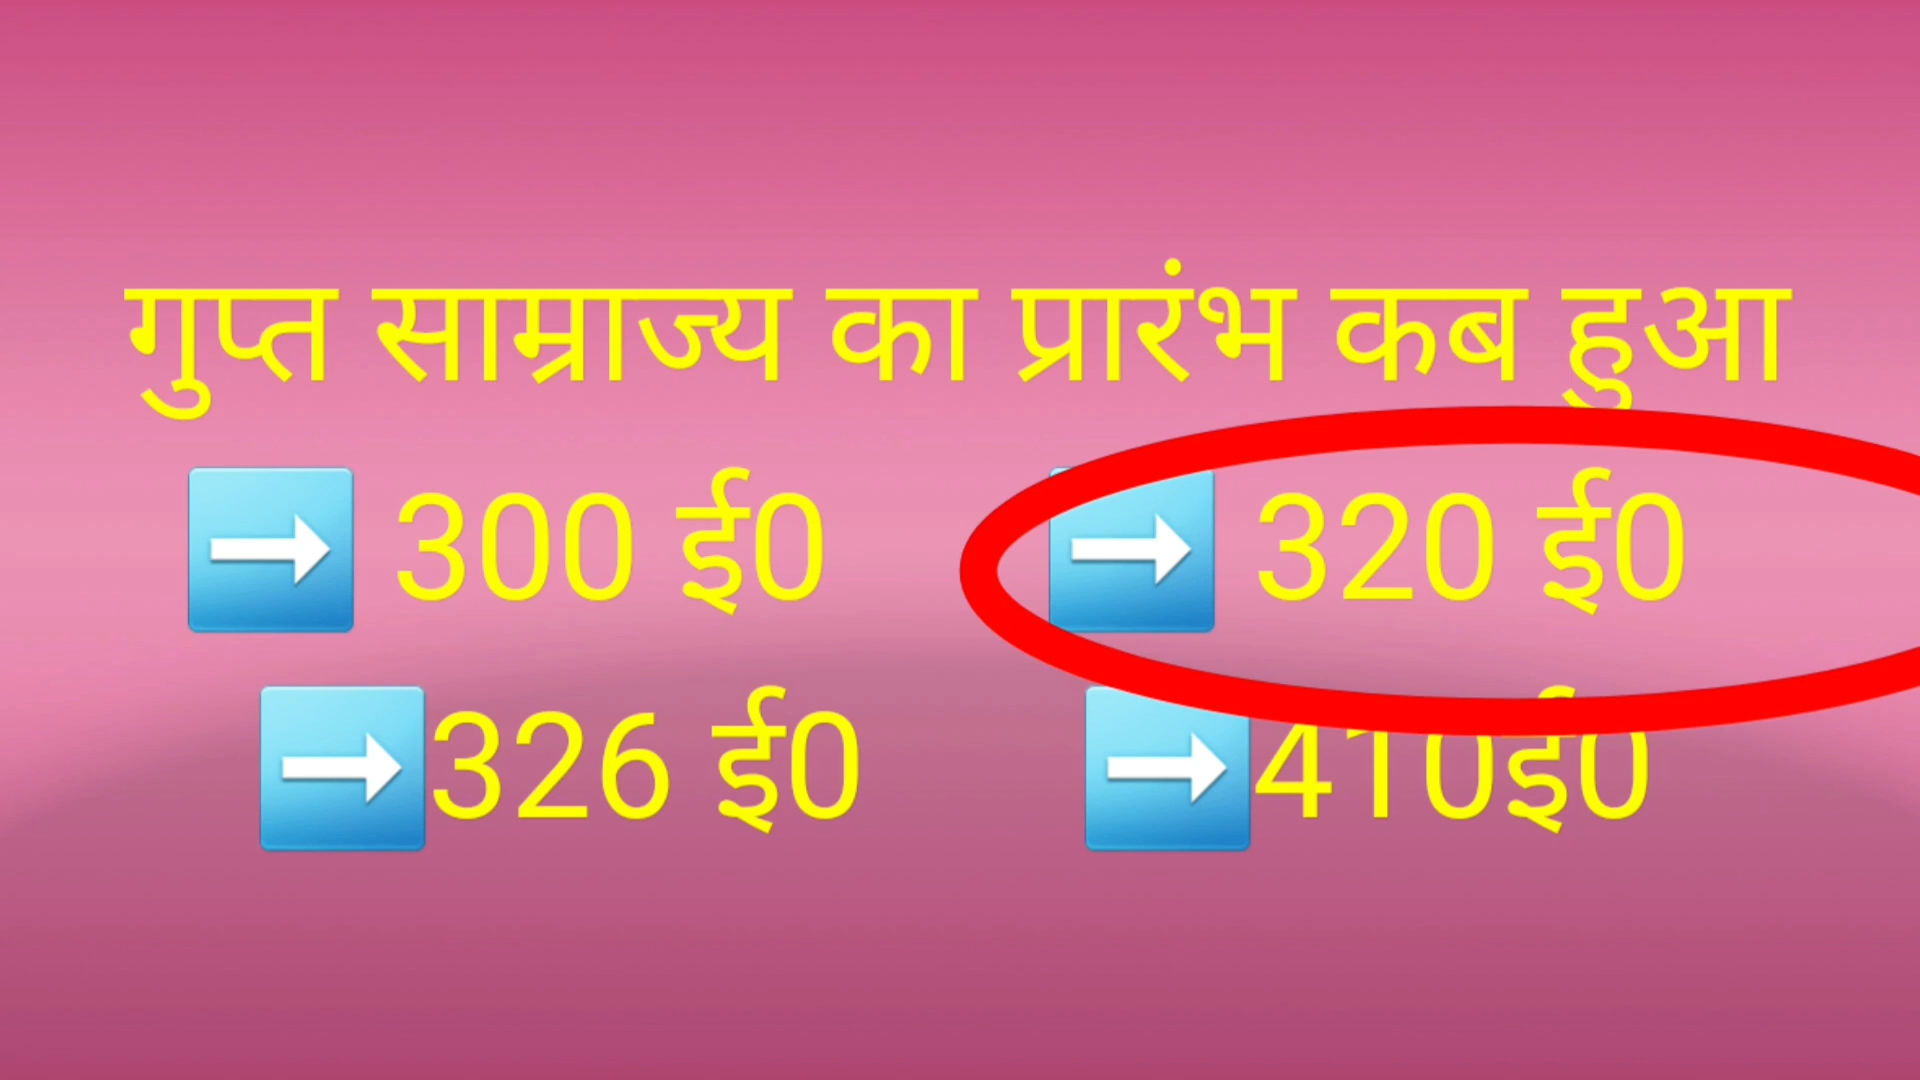 गुप्त साम्राज्य का प्रारंभ कब हुआ
➡️ 300 ई0 ➡️ 320 ई0
➡️326 ई0 ➡️410ई0